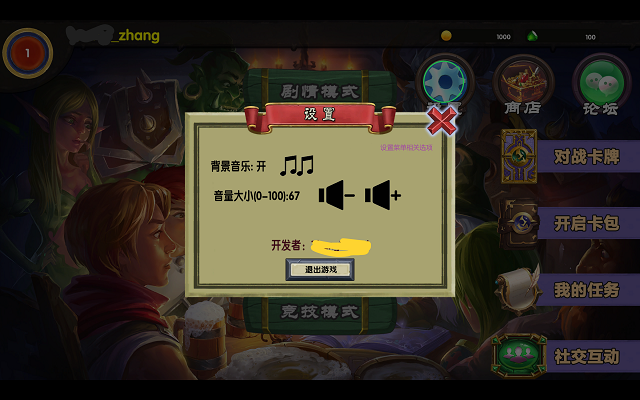 1
_zhang
1000
100
剧情模式
设置
商店
论坛
设置菜单相关选项
背景音乐: 开
音量大小(0-100):67
对战卡牌
开启卡包
开发者:
退出游戏
我的任务
竞技模式
社交互动